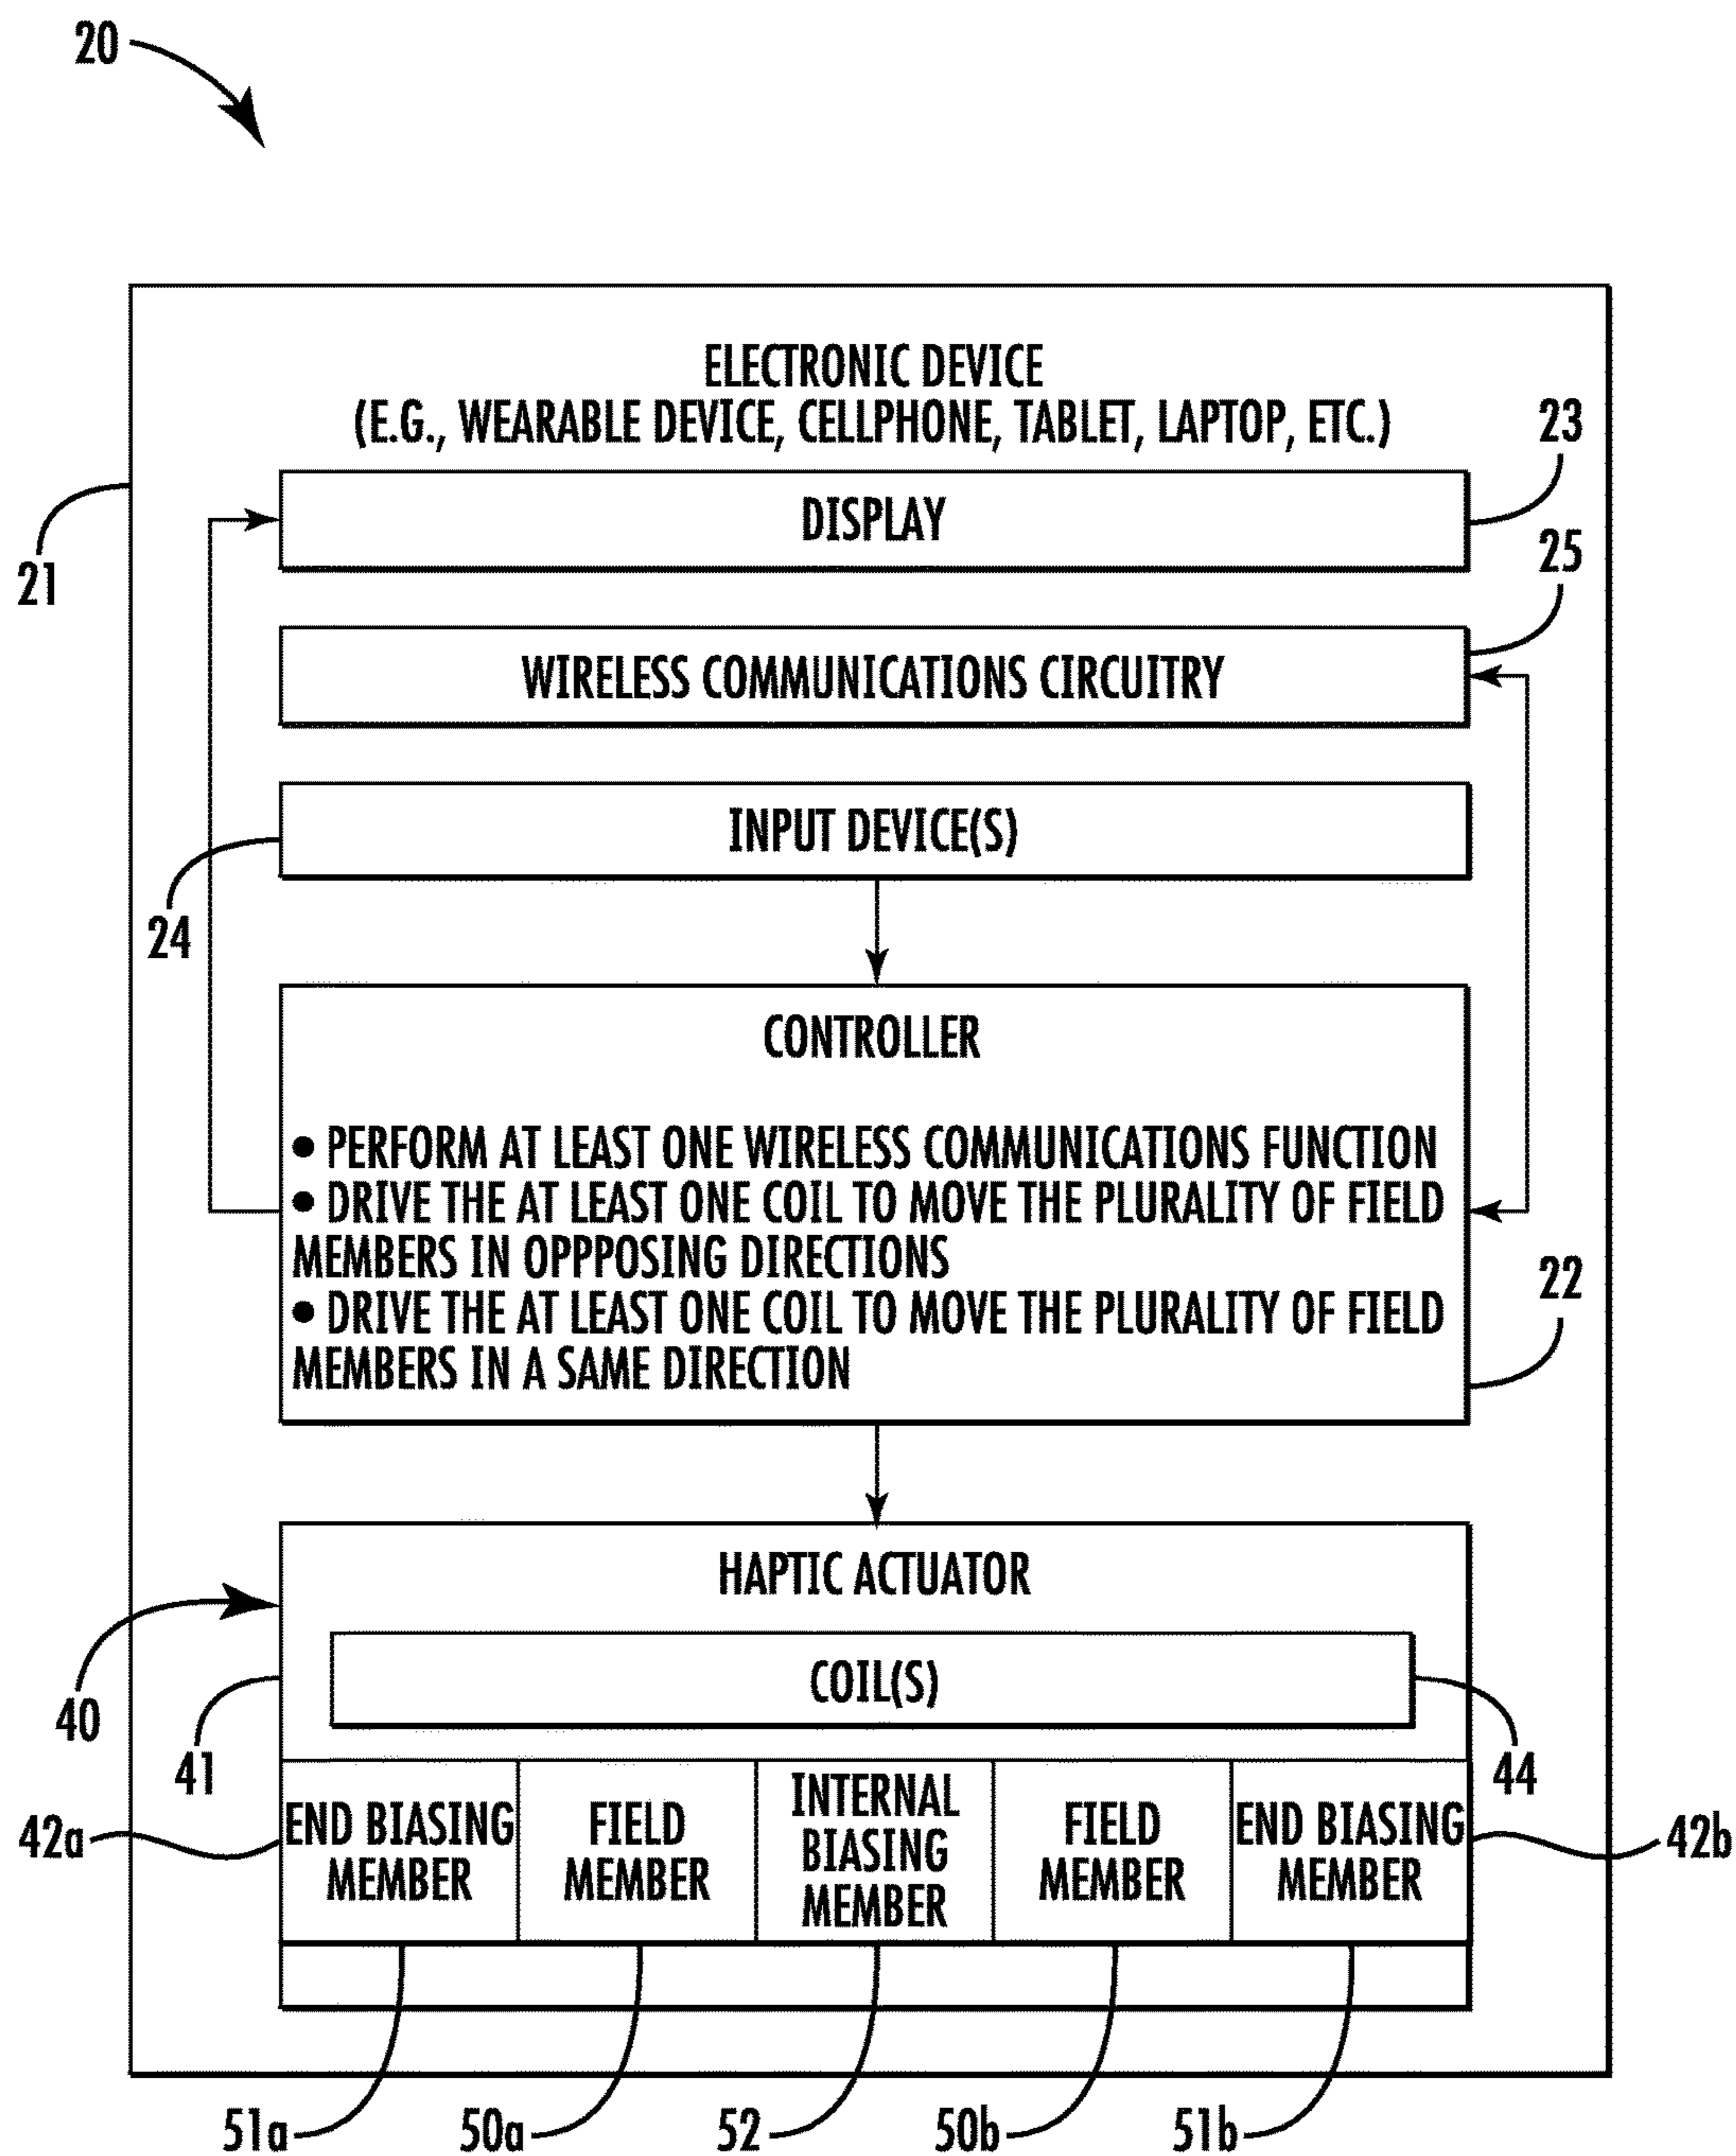 20
ELECTRONIC DEVICE
(E.G., WEARABLE DEVICE, CELLPHONE, TABLET, LAPTOP, ETC.)
23
DISPLAY
21
25
WIRELESS COMMUNICATIONS CIRCUITRY
INPUT DEVICE(S)
24
CONTROLLER
• PERFORM AT LEAST ONE WIRELESS COMMUNICATIONS FUNCTION
• DRIVE THE AT LEAST ONE COIL TO MOVE THE PLURALITY OF FIELD
MEMBERS IN OPPPOSING DIRECTIONS
• DRIVE THE AT LEAST ONE COIL TO MOVE THE PLURALITY OF FIELD
MEMBERS IN A SAME DIRECTION
22
HAPTIC ACTUATOR
COIL(S)
40
41
44
42a
END BIASING
MEMBER
FIELD
MEMBER
INTERNAL
BIASING
MEMBER
FIELD
MEMBER
END BIASING
MEMBER
42b
51a
50a
52
50b
51b